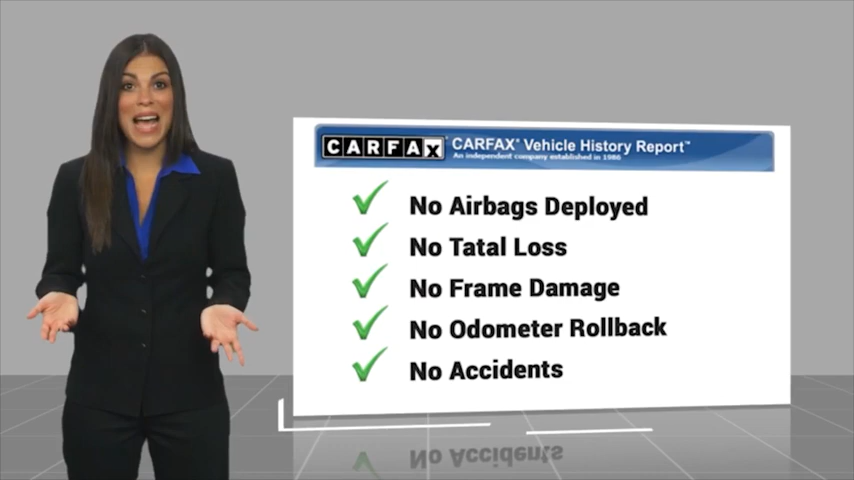 CARFAX CARFAX® Vehicle History Report™
An independent company established in 1986
No Airbags Deployed
No Tatal Loss
No Frame Damage
No Odometer Rollback
No Accidents
No Accidents